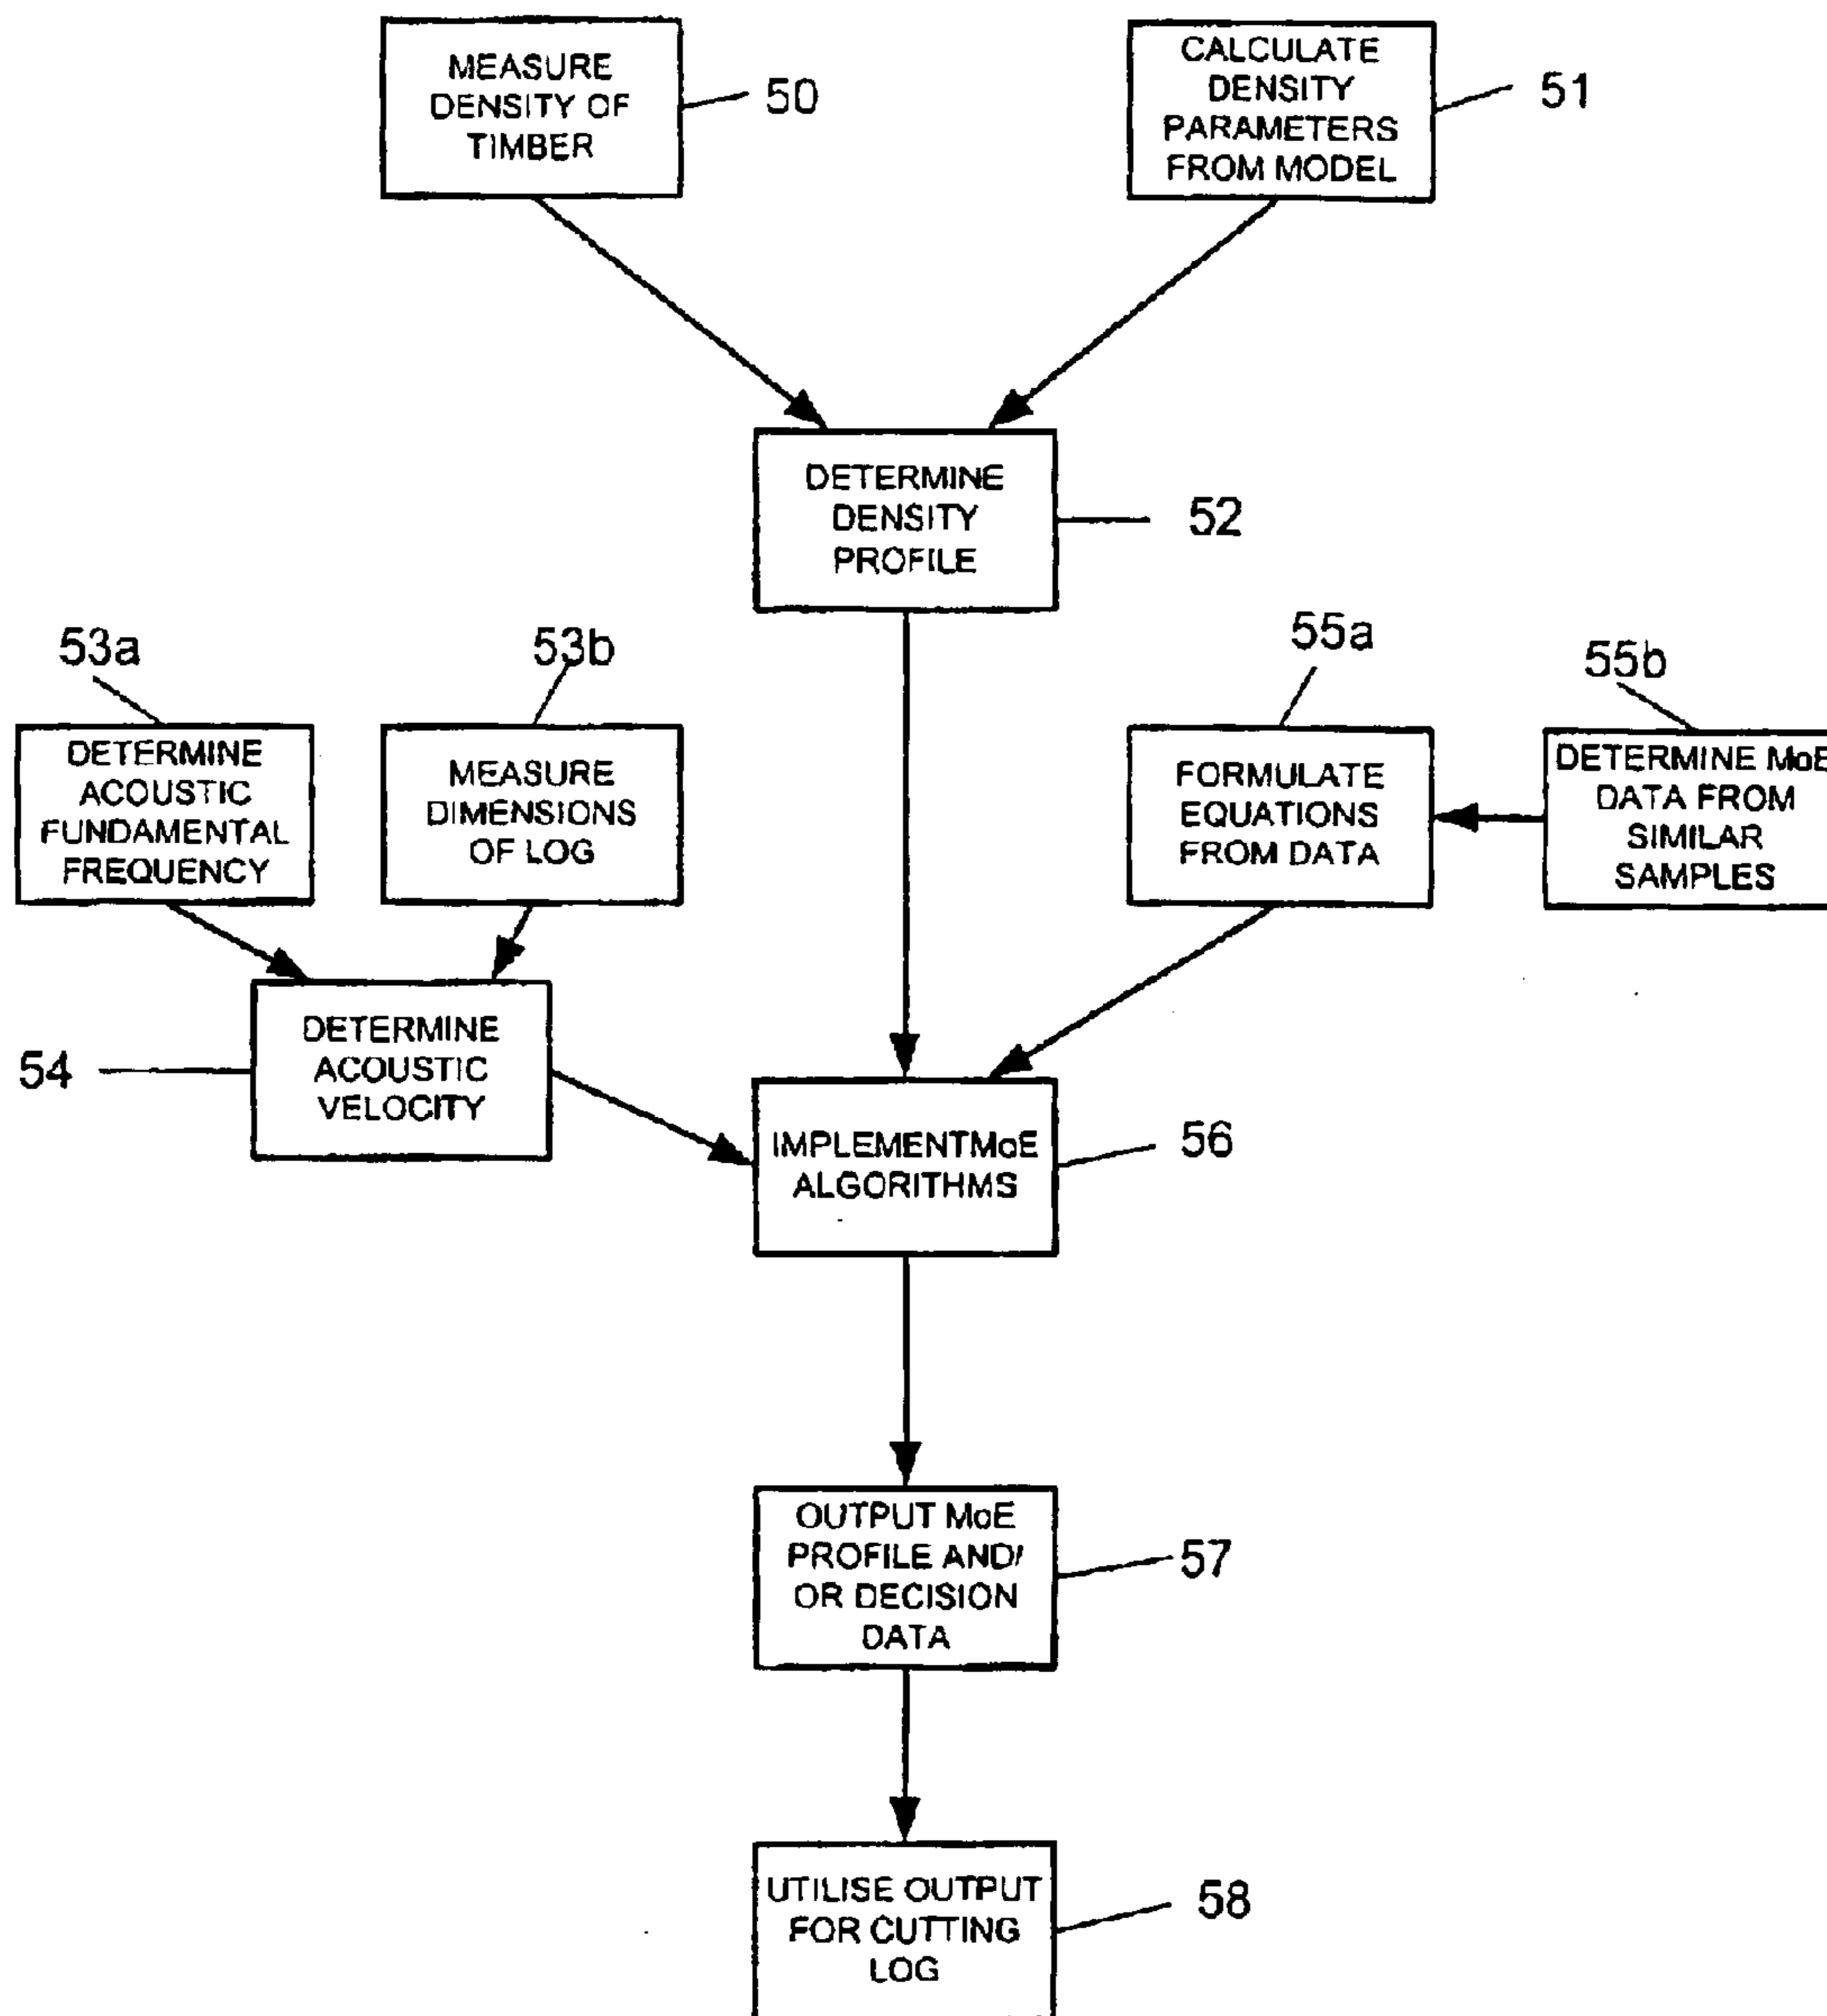 MEASURE
DENSITY OF
TIMBER
50
CALCULATE
DENSITY
PARAMETERS
FROM MODEL
51
DETERMINE
DENSITY
PROFILE
52
53a
53b
55a
55b
DETERMINE
ACOUSTIC
FUNDAMENTAL
FREQUENCY
MEASURE
DIMENSIONS
OF LOG
FORMULATE
EQUATIONS
FROM DATA
DETERMINE MoE
DATA FROM
SIMILAR
SAMPLES
54
DETERMINE
ACOUSTIC
VELOCITY
IMPLEMENTMoE
ALGORITHMS
56
OUTPUT MoE
PROFILE AND/
OR DECISION
DATA
57
UTILISE OUTPUT
FOR CUTTING
LOG
58